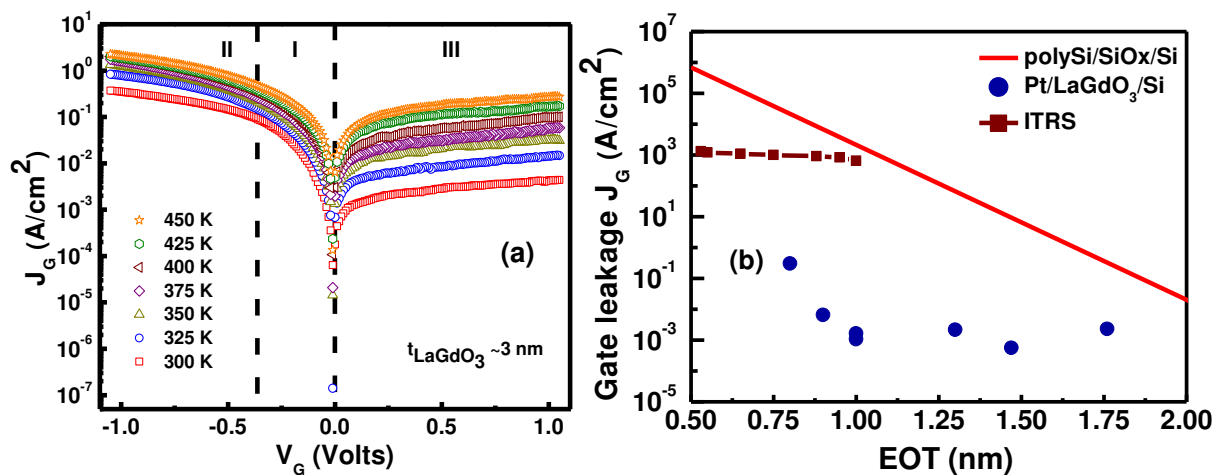 II
I
III
10^1
10^0
10^-1
10^-2
10^-3
10^-4
10^-5
10^-6
10^-7
J_G (A/cm^2)
450 K
425 K
400 K
375 K
350 K
325 K
300 K
(a)
t_LaGdO_3 ~3 nm
-1.0
-0.5
0.0
0.5
1.0
V_G (Volts)
10^7
10^5
10^3
10^1
10^-1
10^-3
10^-5
Gate leakage J_G (A/cm^2)
polySi/SiOx/Si
Pt/LaGdO_3/Si
ITRS
(b)
0.50
0.75
1.00
1.25
1.50
1.75
2.00
EOT (nm)